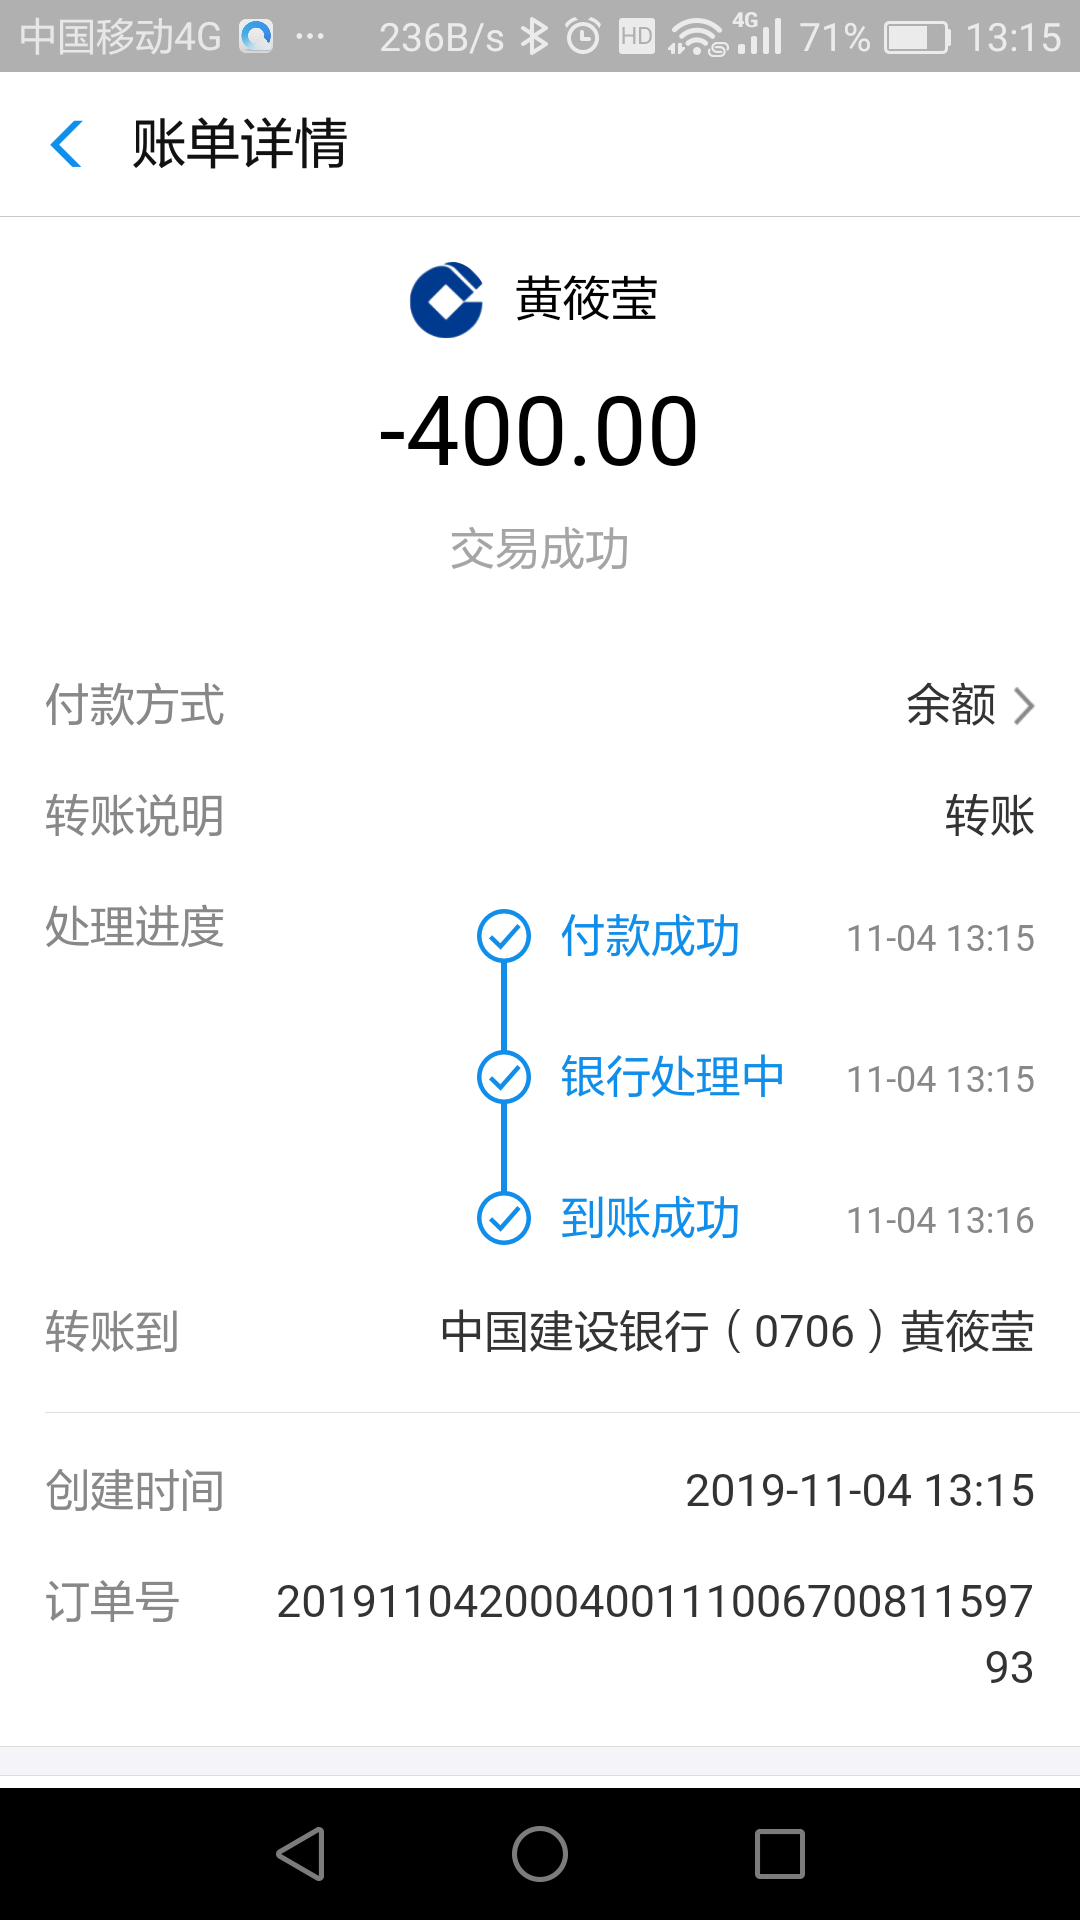 中国移动4G ··· 236B/s HD 4G 71% 13:15
账单详情
黄筱莹
-400.00
交易成功
付款方式 余额
转账说明 转账
处理进度 付款成功 11-04 13:15
银行处理中 11-04 13:15
到账成功 11-04 13:16
转账到 中国建设银行（0706）黄筱莹
创建时间 2019-11-04 13:15
订单号 201911042000400111006700811597
93